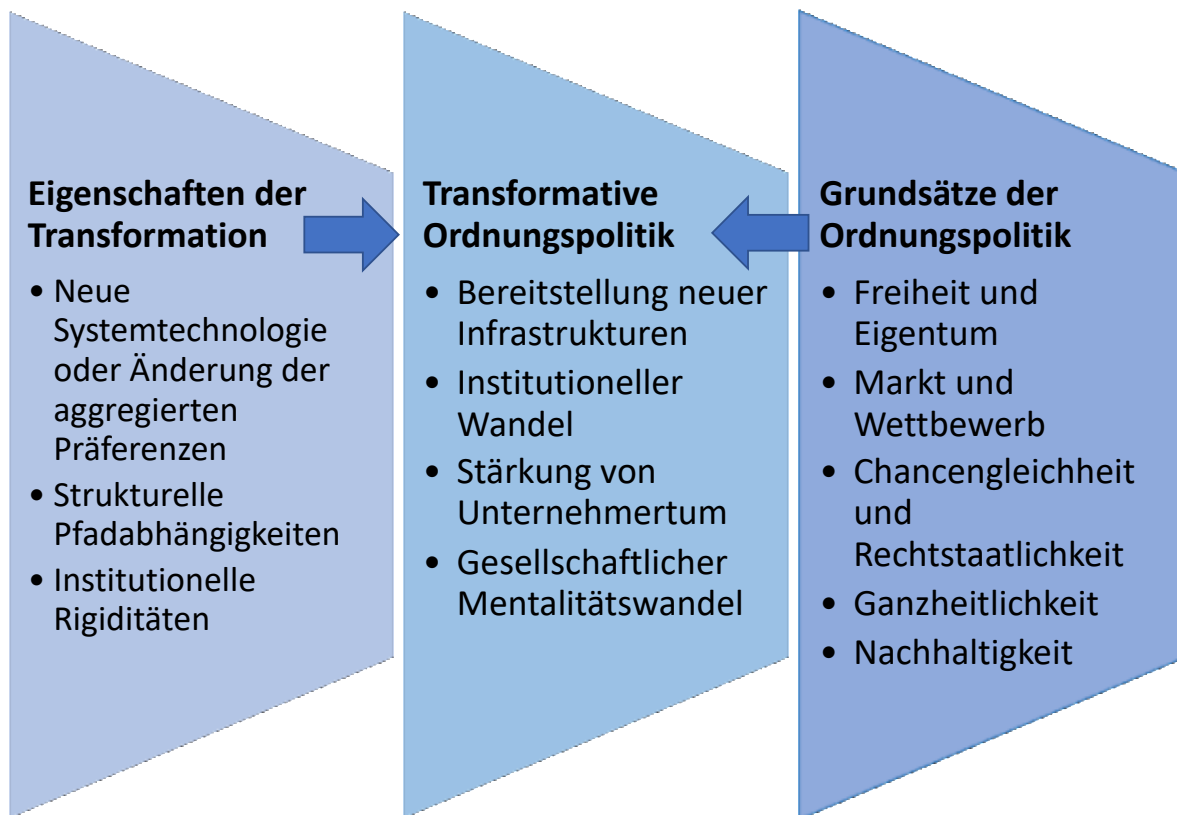 Eigenschaften der
Transformation
• Neue
Systemtechnologie
oder Änderung der
aggregierten
Präferenzen
• Strukturelle
Pfadabhängigkeiten
• Institutionelle
Rigiditäten
Transformative
Ordnungspolitik
• Bereitstellung neuer
Infrastrukturen
• Institutioneller
Wandel
• Stärkung von
Unternehmertum
• Gesellschaftlicher
Mentalitätswandel
Grundsätze der
Ordnungspolitik
• Freiheit und
Eigentum
• Markt und
Wettbewerb
• Chancengleichheit
und
Rechtstaatlichkeit
• Ganzheitlichkeit
• Nachhaltigkeit